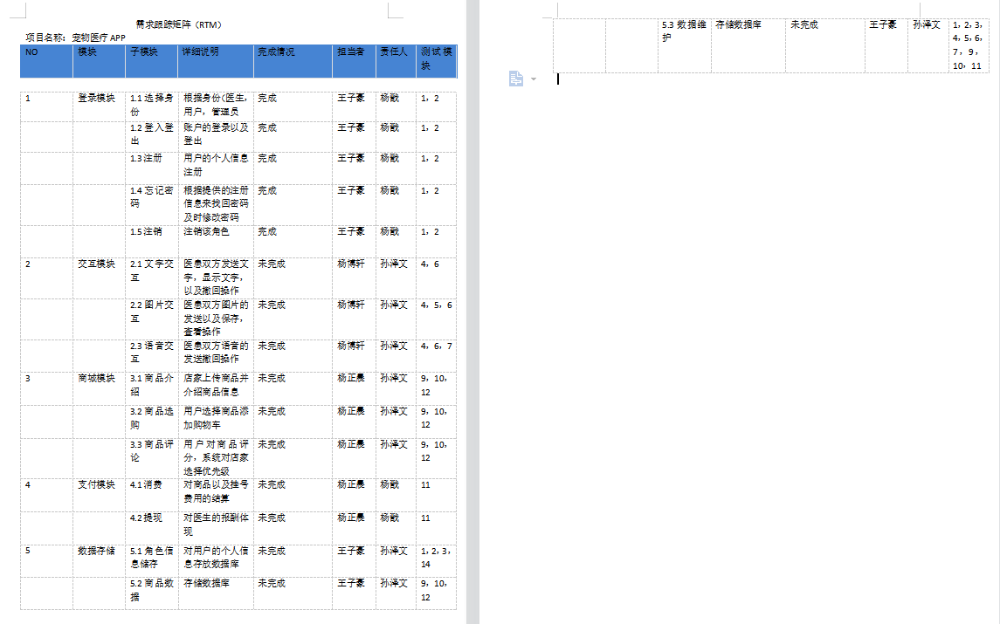 需求跟踪矩阵（RTM）
项目名称：宠物医疗 APP
NO 模块 子模块 详细说明 完成情况 担当者 责任人 测试模块
1 登录模块 1.1 选择身份 根据身份（医生，用户，管理员 完成 王子豪 杨戬 1，2
1.2 登入登出 账户的登录以及登出 完成 王子豪 杨戬 1，2
1.3 注册 用户的个人信息注册 完成 王子豪 杨戬 1，2
1.4 忘记密码 根据提供的注册信息来找回密码及时修改密码 完成 王子豪 杨戬 1，2
1.5 注销 注销该角色 完成 王子豪 杨戬 1，2
2 交互模块 2.1 文字交互 医患双方发送文字，显示文字，以及撤回操作 未完成 杨博轩 孙泽文 4，6
2.2 图片交互 医患双方图片的发送以及保存，查看操作 未完成 杨博轩 孙泽文 4，5，6
2.3 语音交互 医患双方语音的发送撤回操作 未完成 杨博轩 孙泽文 4，6，7
3 商城模块 3.1 商品介绍 店家上传商品并介绍商品信息 未完成 杨正晨 孙泽文 9，10，12
3.2 商品选购 用户选择商品添加购物车 未完成 杨正晨 孙泽文 9，10，12
3.3 商品评论 用户对商品评分，系统对店家选择优先级 未完成 杨正晨 孙泽文 9，10，12
4 支付模块 4.1 消费 对商品以及挂号费用的结算 未完成 杨正晨 杨戬 11
4.2 提现 对医生的报酬体现 未完成 杨正晨 杨戬 11
5 数据存储 5.1 角色信息储存 对用户的个人信息存放数据库 未完成 王子豪 孙泽文 1，2，3，14
5.2 商品数据 存储数据库 未完成 王子豪 孙泽文 9，10，12
5.3 数据维护 存储数据库 未完成 王子豪 孙泽文 1，2，3，4，5，6，7，9，10，11